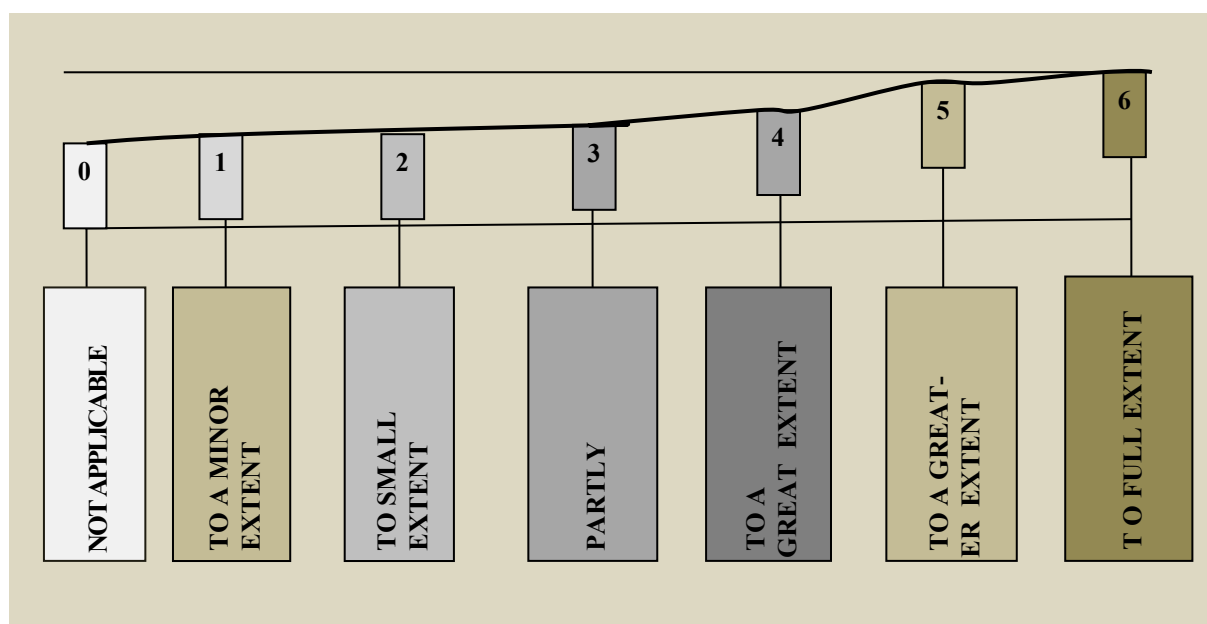 0
1
2
3
4
5
6
NOT APPLICABLE
TO A MINOR
EXTENT
TO SMALL
EXTENT
PARTLY
TO A
GREAT EXTENT
TO A GREAT-
ER EXTENT
T O FULL EXTENT